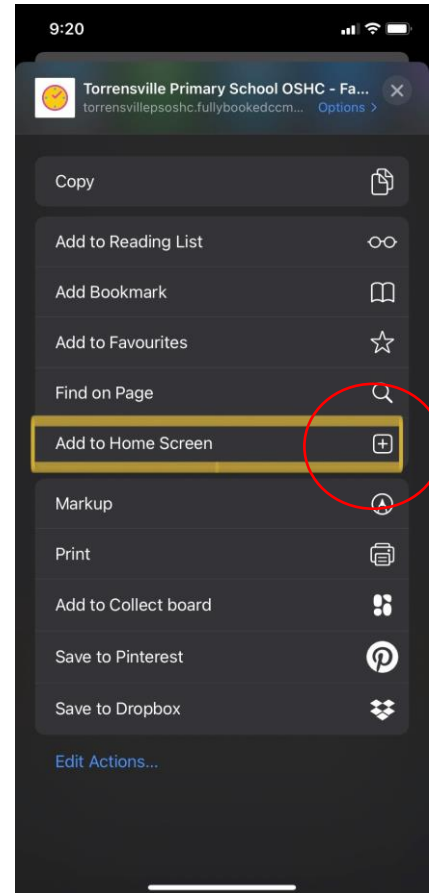 9:20
Torrensville Primary School OSHC - Fa...
torrensvillepsoshc.fullybookedccm... Options >
Copy
Add to Reading List
Add Bookmark
Add to Favourites
Find on Page
Add to Home Screen
Markup
Print
Add to Collect board
Save to Pinterest
Save to Dropbox
Edit Actions...